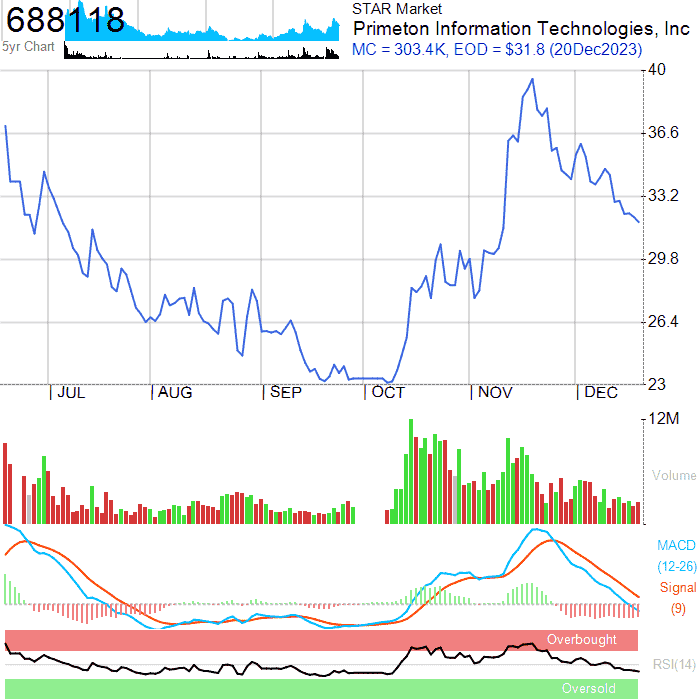 688118
5yr Chart
STAR Market
Primeton Information Technologies, Inc
MC = 303.4K, EOD = $31.8 (20Dec2023)
40
36.6
33.2
29.8
26.4
23
| JUL | AUG | SEP | OCT | NOV | DEC
12M
Volume
MACD
(12-26)
Signal
(9)
Overbought
RSI(14)
Oversold